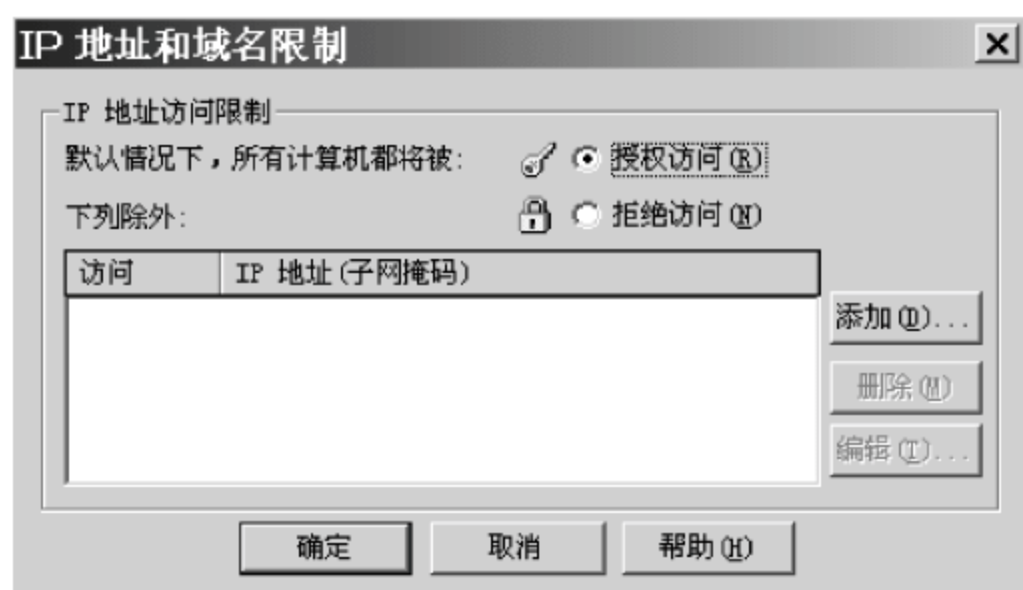 IP 地址和域名限制
IP 地址访问限制
默认情况下,所有计算机都将被: 授权访问(R)
下列除外: 拒绝访问(N)
访问 IP 地址(子网掩码)
添加(D)...
删除(M)
编辑(T)...
确定 取消 帮助(H)